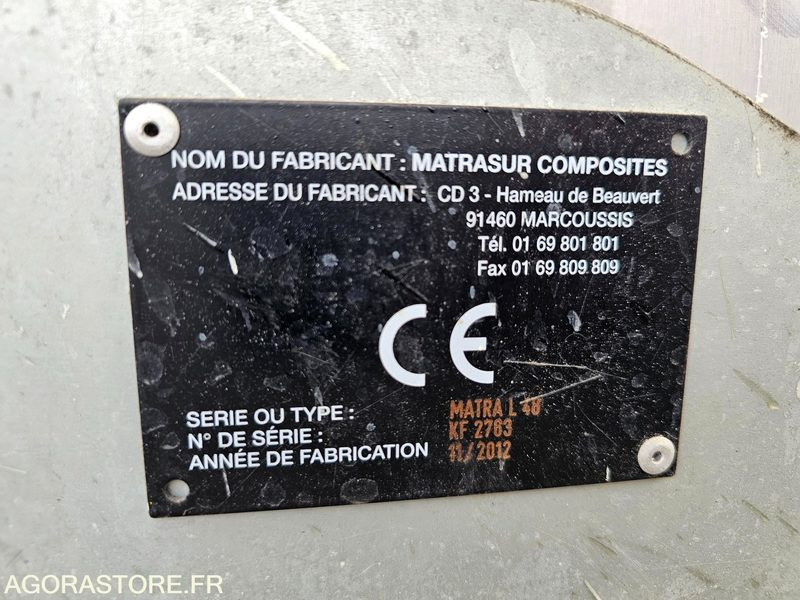 NOM DU FABRICANT : MATRASUR COMPOSITES
ADRESSE DU FABRICANT : CD 3 - Hameau de Beauvert
91460 MARCOUSSIS
Tél. 01 69 801 801
Fax 01 69 809 809
CE
SERIE OU TYPE : MATRA L 48
N° DE SÉRIE : KF 2763
ANNÉE DE FABRICATION 11/2012
AGORASTORE.FR